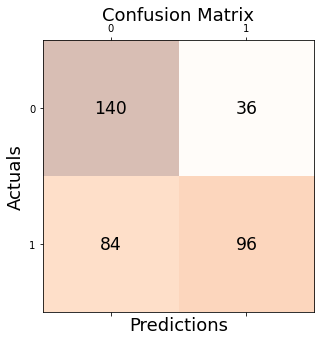 Confusion Matrix
0 1
0 140 36
Actuals
1 84 96
Predictions